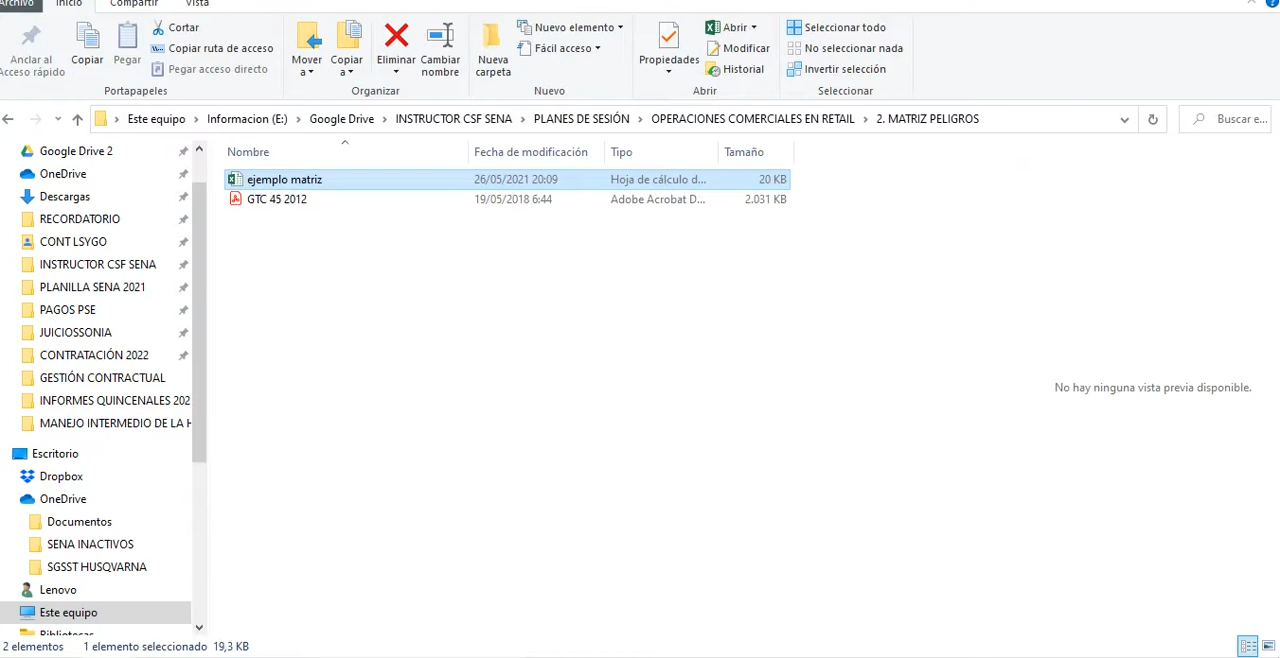 Archivo Inicio Compartir Vista
Anclar al
Acceso rápido
Copiar
Pegar
Cortar
Copiar ruta de acceso
Pegar acceso directo
Portapapeles
Mover
a
Copiar
a
Eliminar
Cambiar
nombre
Organizar
Nueva
carpeta
Nuevo elemento
Fácil acceso
Nuevo
Propiedades
Abrir
Modificar
Historial
Abrir
Seleccionar todo
No seleccionar nada
Invertir selección
Seleccionar
Este equipo > Informacion (E:) > Google Drive > INSTRUCTOR CSF SENA > PLANES DE SESIÓN > OPERACIONES COMERCIALES EN RETAIL > 2. MATRIZ PELIGROS
Buscar e...
Nombre Fecha de modificación Tipo Tamaño
ejemplo matriz 26/05/2021 20:09 Hoja de cálculo d... 20 KB
GTC 45 2012 19/05/2018 6:44 Adobe Acrobat D... 2.031 KB
Google Drive 2
OneDrive
Descargas
RECORDATORIO
CONT LSYGO
INSTRUCTOR CSF SENA
PLANILLA SENA 2021
PAGOS PSE
JUICIOSSONIA
CONTRATACIÓN 2022
GESTIÓN CONTRACTUAL
INFORMES QUINCENALES 202
MANEJO INTERMEDIO DE LA H
Escritorio
Dropbox
OneDrive
Documentos
SENA INACTIVOS
SGSST HUSQVARNA
Lenovo
Este equipo
Bibliotecas
No hay ninguna vista previa disponible.
2 elementos 1 elemento seleccionado 19,3 KB